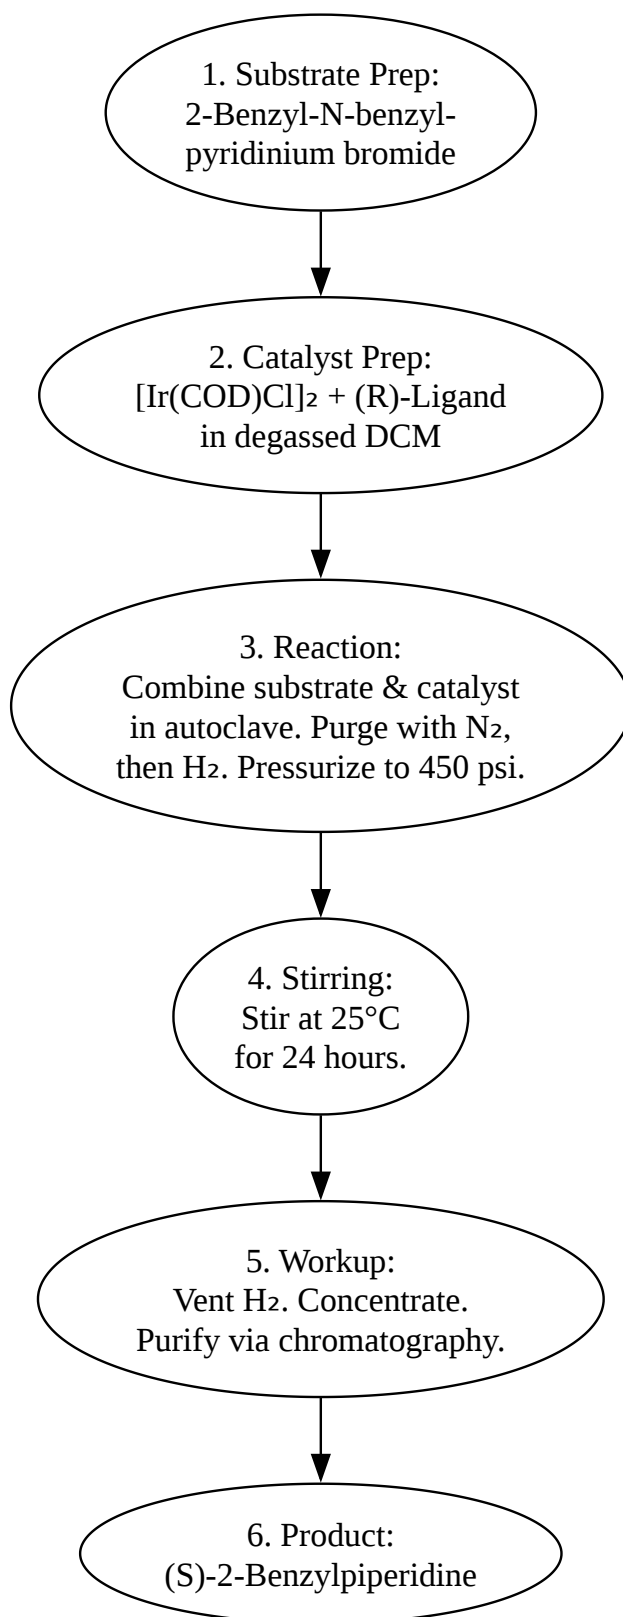 1. Substrate Prep:
2-Benzyl-N-benzyl-
pyridinium bromide
2. Catalyst Prep:
[Ir(COD)Cl]₂ + (R)-Ligand
in degassed DCM
3. Reaction:
Combine substrate & catalyst
in autoclave. Purge with N₂,
then H₂. Pressurize to 450 psi.
4. Stirring:
Stir at 25°C
for 24 hours.
5. Workup:
Vent H₂. Concentrate.
Purify via chromatography.
6. Product:
(S)-2-Benzylpiperidine